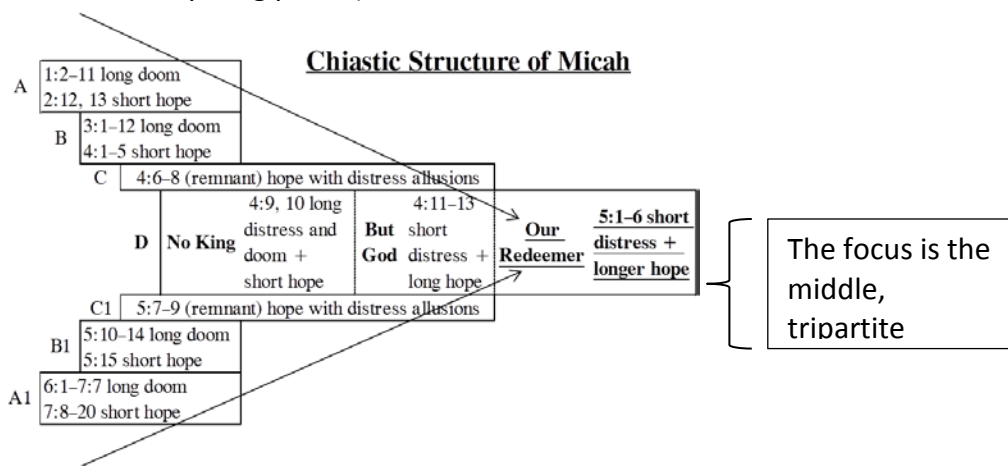 Chiastic Structure of Micah
A
1:2–11 long doom
2:12, 13 short hope
B
3:1–12 long doom
4:1–5 short hope
C
4:6–8 (remnant) hope with distress allusions
D
No King
4:9, 10 long
distress and
doom +
short hope
But
God
4:11–13
short
distress +
long hope
Our
Redeemer
5:1–6 short
distress +
longer hope
The focus is the
middle,
tripartite
C1
5:7–9 (remnant) hope with distress allusions
B1
5:10–14 long doom
5:15 short hope
A1
6:1–7:7 long doom
7:8–20 short hope